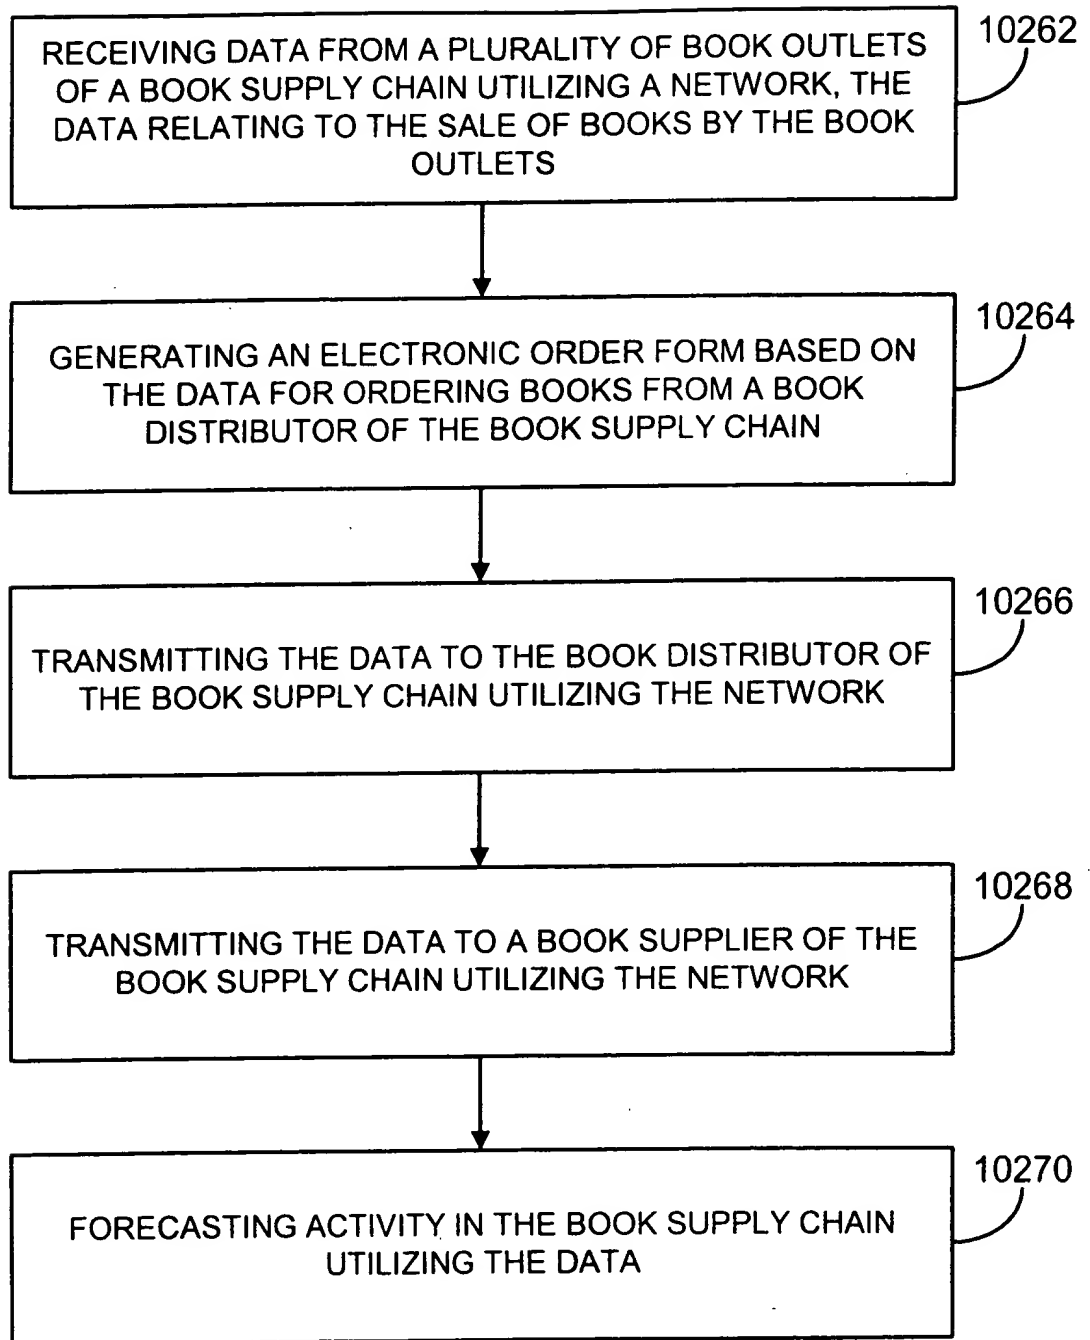 RECEIVING DATA FROM A PLURALITY OF BOOK OUTLETS
OF A BOOK SUPPLY CHAIN UTILIZING A NETWORK, THE
DATA RELATING TO THE SALE OF BOOKS BY THE BOOK
OUTLETS
10262
GENERATING AN ELECTRONIC ORDER FORM BASED ON
THE DATA FOR ORDERING BOOKS FROM A BOOK
DISTRIBUTOR OF THE BOOK SUPPLY CHAIN
10264
TRANSMITTING THE DATA TO THE BOOK DISTRIBUTOR OF
THE BOOK SUPPLY CHAIN UTILIZING THE NETWORK
10266
TRANSMITTING THE DATA TO A BOOK SUPPLIER OF THE
BOOK SUPPLY CHAIN UTILIZING THE NETWORK
10268
FORECASTING ACTIVITY IN THE BOOK SUPPLY CHAIN
UTILIZING THE DATA
10270